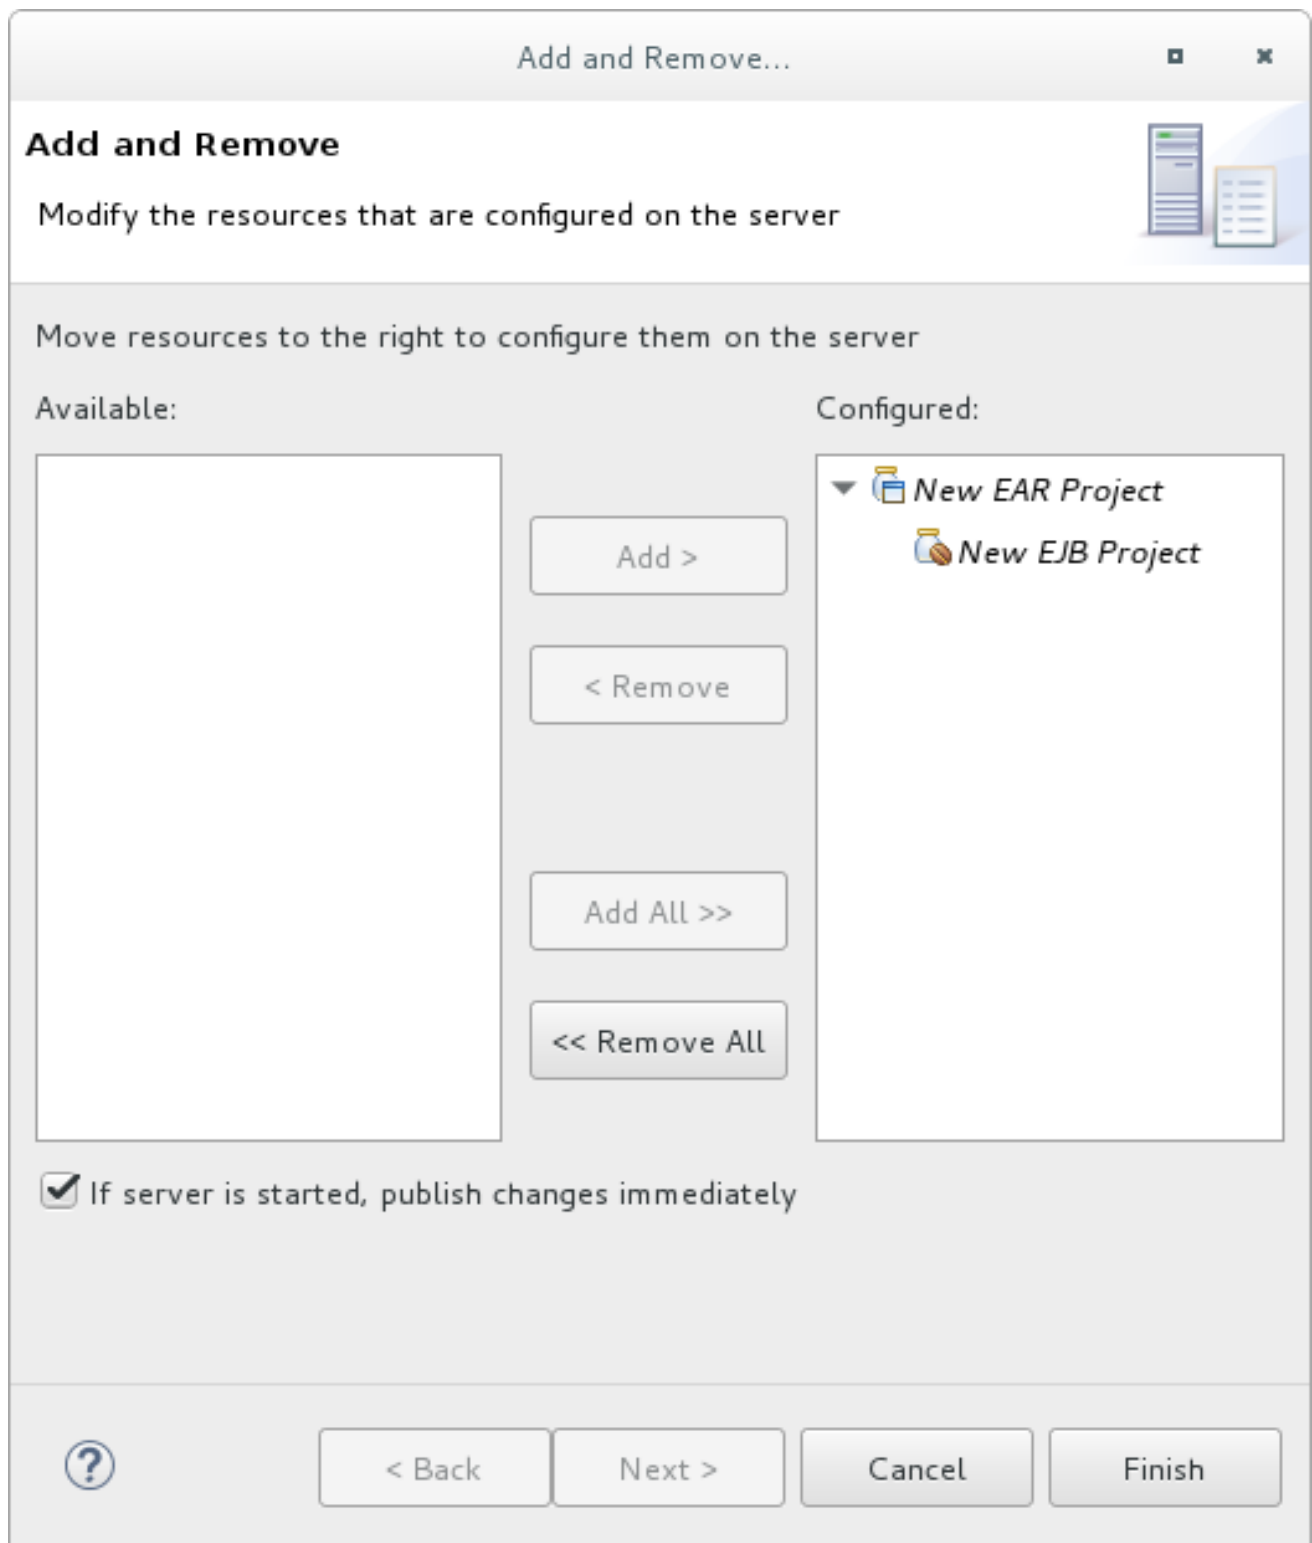 Add and Remove...
Add and Remove
Modify the resources that are configured on the server
Move resources to the right to configure them on the server
Available:
Configured:
New EAR Project
New EJB Project
Add >
< Remove
Add All >>
<< Remove All
If server is started, publish changes immediately
?
< Back
Next >
Cancel
Finish